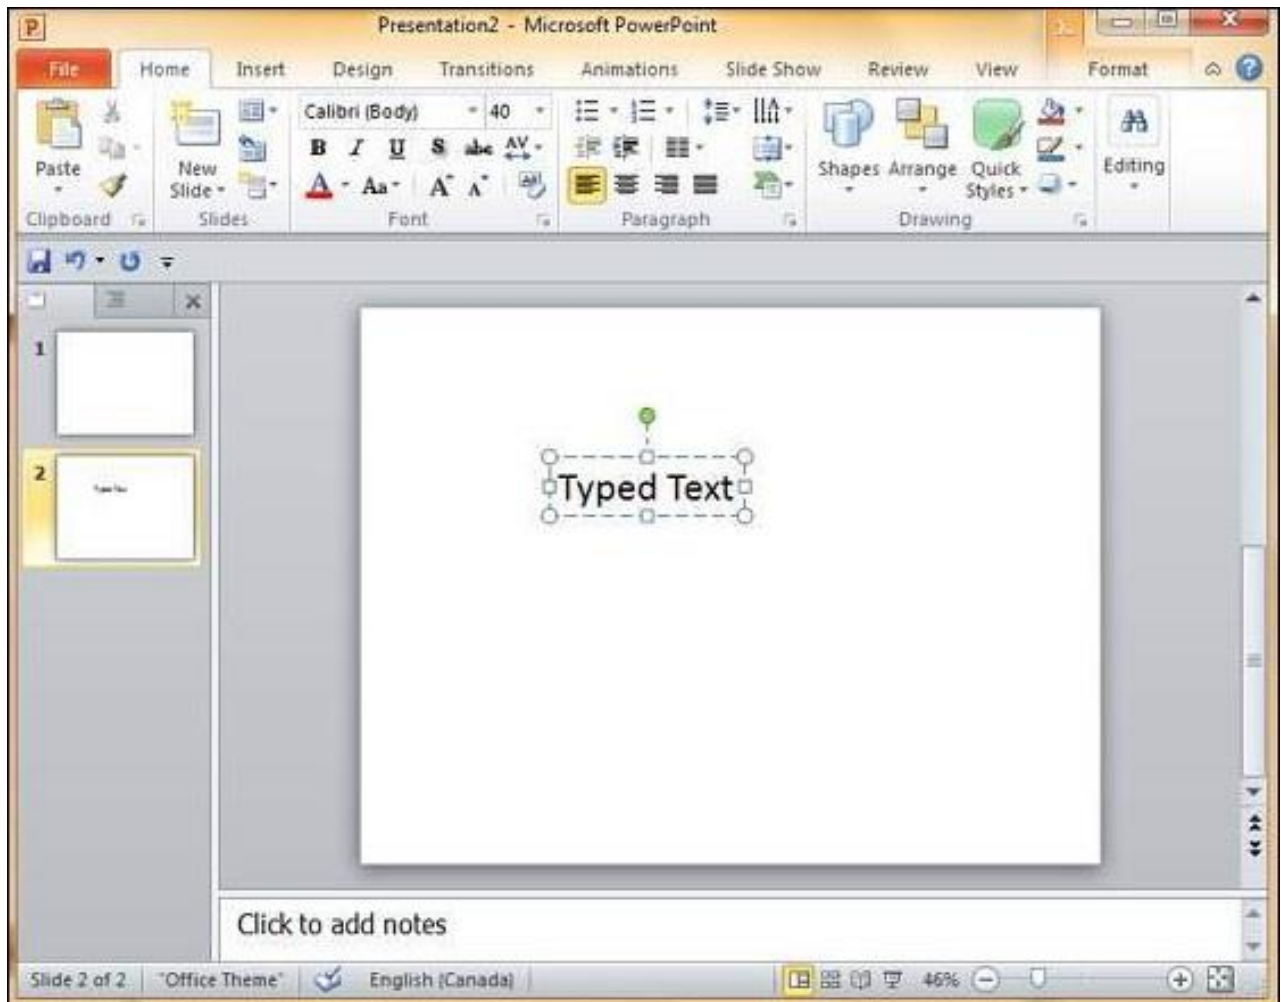 Presentation2 - Microsoft PowerPoint
File Home Insert Design Transitions Animations Slide Show Review View Format
Calibri (Body) 40
B I U S abc AV
Paste New Slide A Aa A A Shapes Arrange Quick Styles Editing
Clipboard Slides Font Paragraph Drawing
1
2
Typed Text
Typed Text
Click to add notes
Slide 2 of 2 "Office Theme" English (Canada) 46%